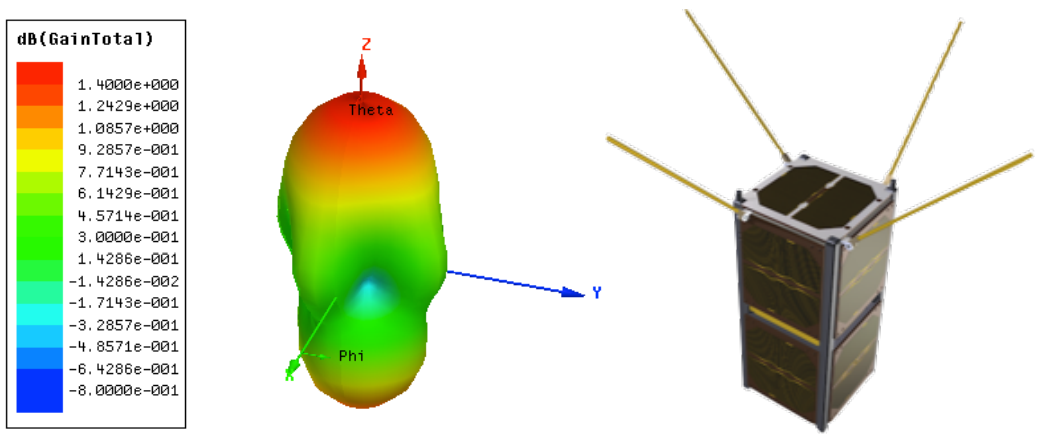 dB(GainTotal)
1.4000e+000
1.2429e+000
1.0857e+000
9.2857e-001
7.7143e-001
6.1429e-001
4.5714e-001
3.0000e-001
1.4286e-001
-1.4286e-002
-1.7143e-001
-3.2857e-001
-4.8571e-001
-6.4286e-001
-8.0000e-001
Z
Theta
Y
Phi
X